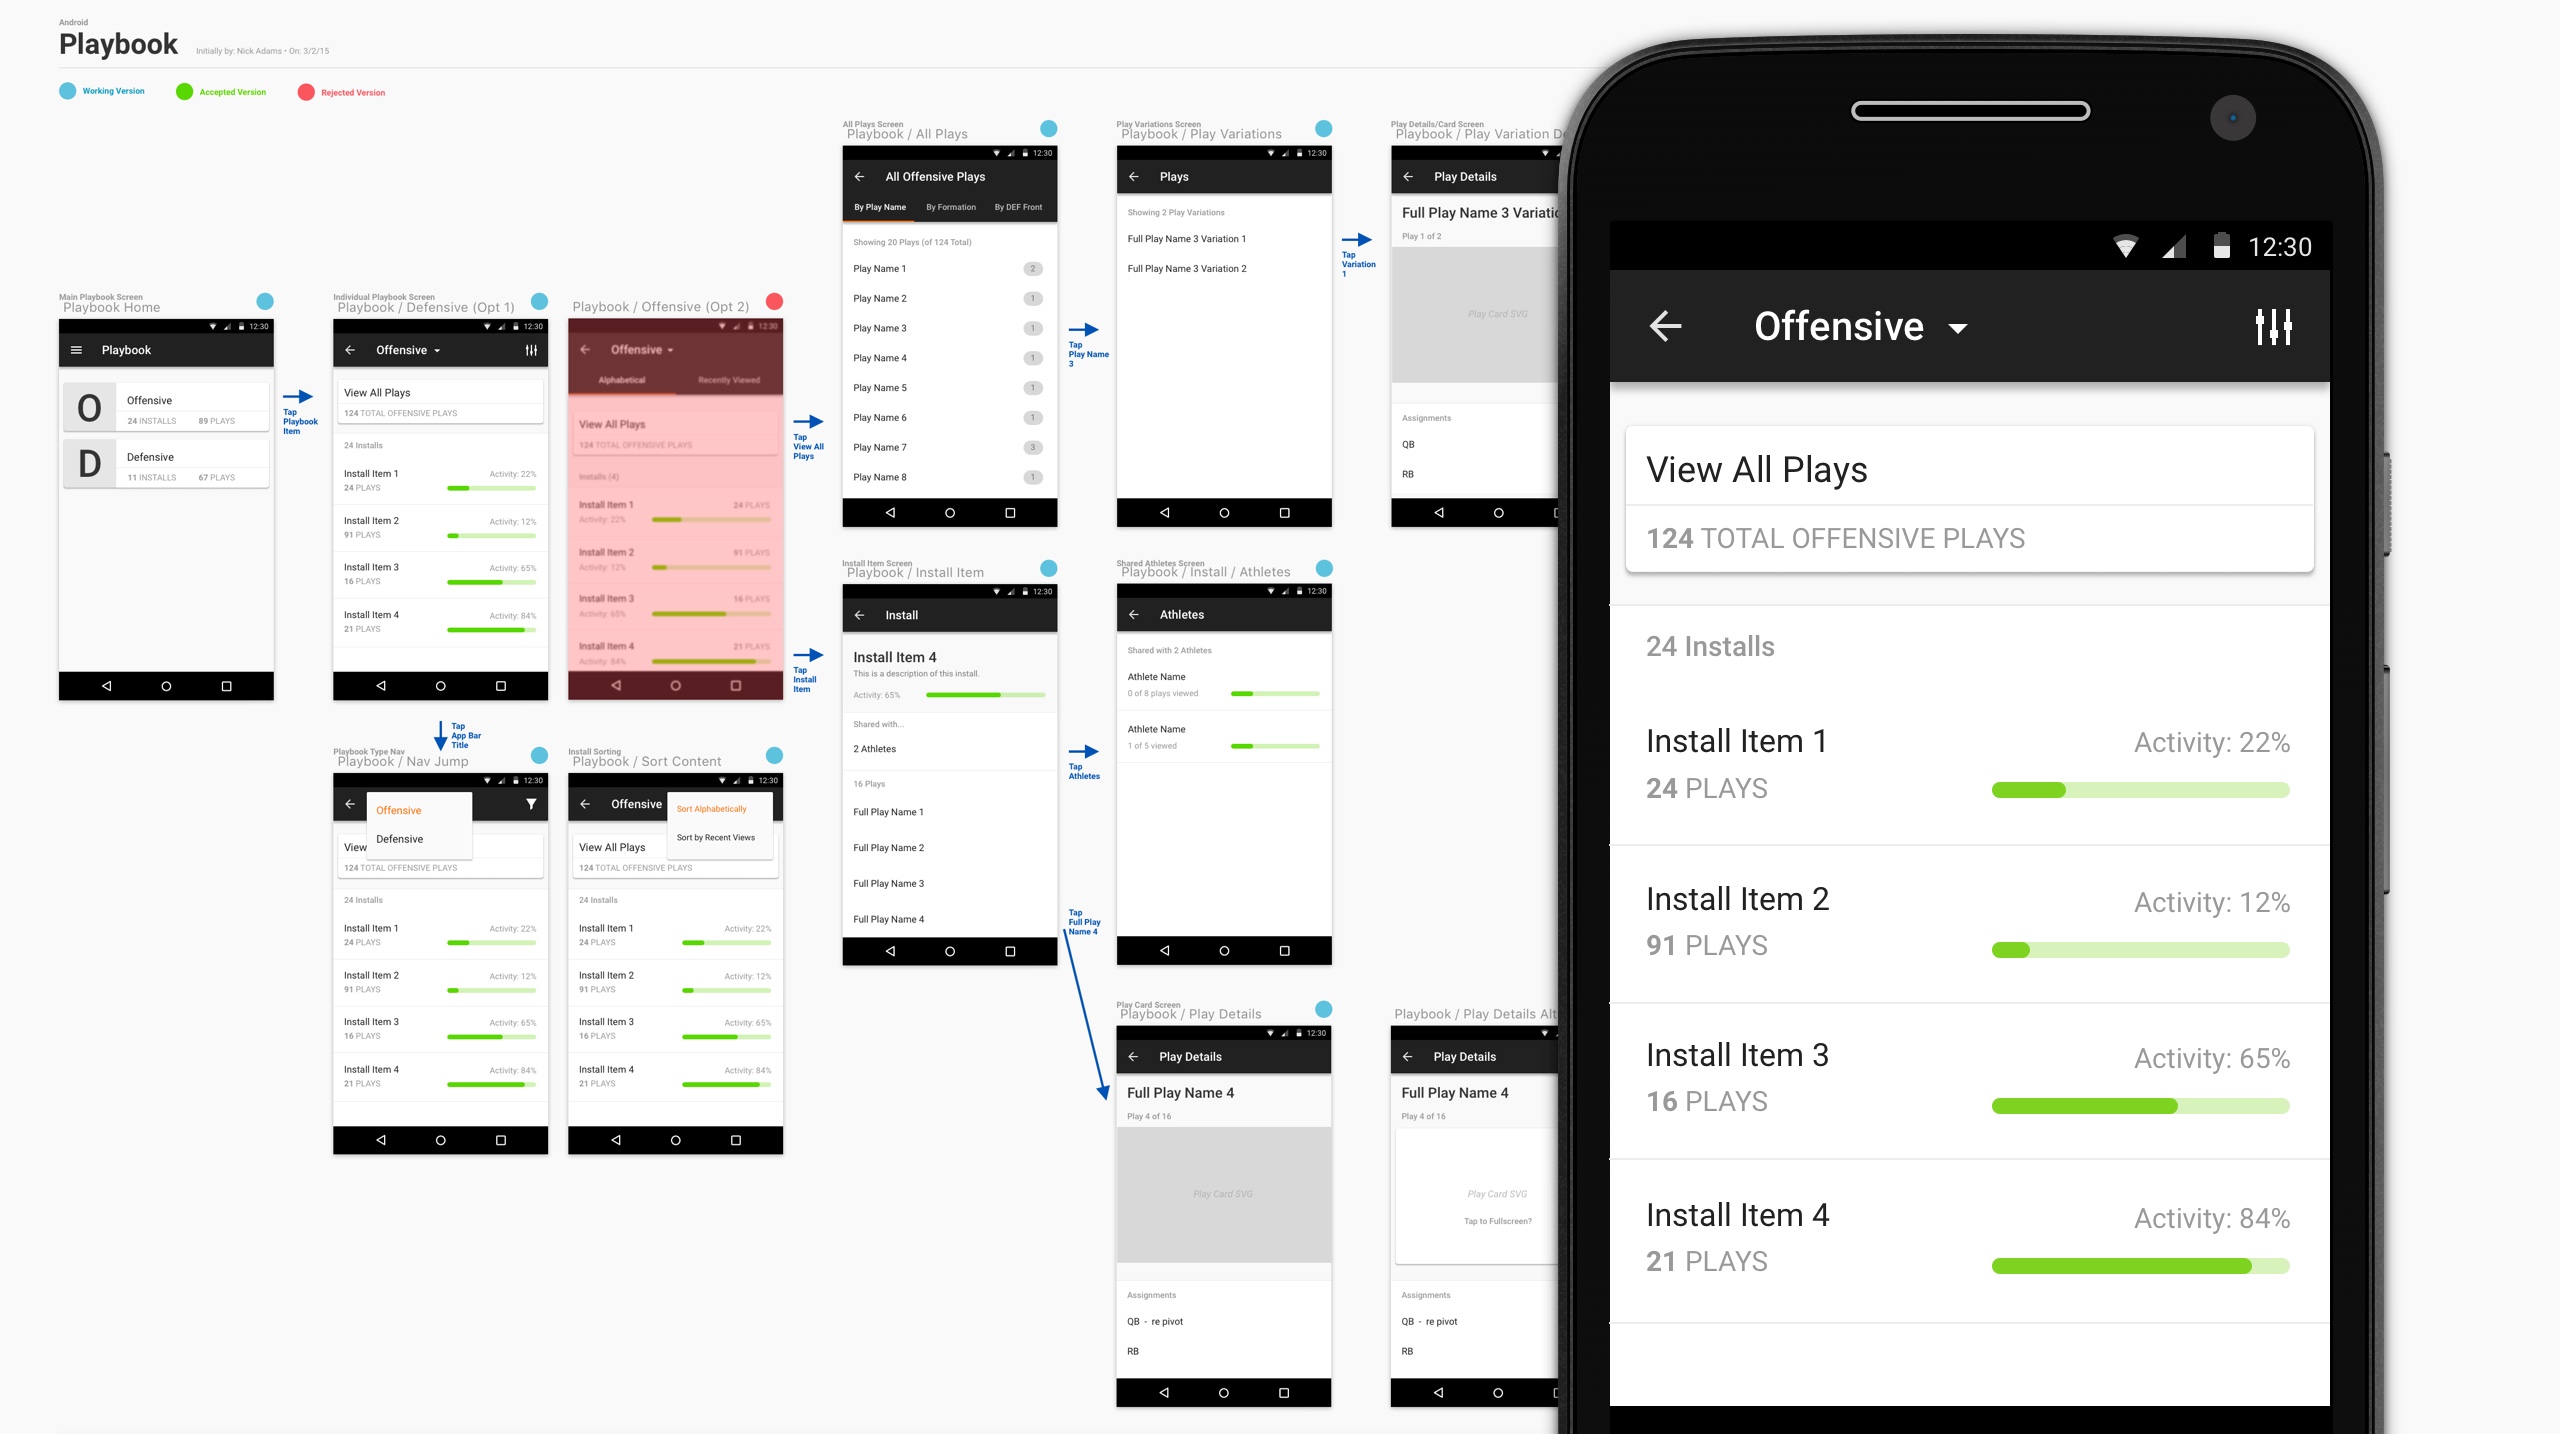 Android
Playbook
Initially by: Nick Adams • On: 3/2/15
Working Version
Accepted Version
Rejected Version
Main Playbook Screen
Playbook Home
12:30
Playbook
O
Offensive
24 INSTALLS 89 PLAYS
D
Defensive
11 INSTALLS 67 PLAYS
Tap
Playbook
Item
Individual Playbook Screen
Playbook / Defensive (Opt 1)
12:30
Offensive
View All Plays
124 TOTAL OFFENSIVE PLAYS
24 Installs
Install Item 1
Activity: 22%
24 PLAYS
Install Item 2
Activity: 12%
91 PLAYS
Install Item 3
Activity: 65%
16 PLAYS
Install Item 4
Activity: 84%
21 PLAYS
Playbook / Offensive (Opt 2)
12:30
Offensive
Alphabetical
Recently Viewed
View All Plays
124 TOTAL OFFENSIVE PLAYS
Installs (4)
Install Item 1
24 PLAYS
Activity: 22%
Install Item 2
91 PLAYS
Activity: 12%
Install Item 3
16 PLAYS
Activity: 65%
Install Item 4
21 PLAYS
Activity: 84%
Tap
View All
Plays
Tap
Install
Item
Tap
App Bar
Title
Playbook Type Nav
Playbook / Nav Jump
12:30
Offensive
Defensive
View
124 TOTAL OFFENSIVE PLAYS
24 Installs
Install Item 1
Activity: 22%
24 PLAYS
Install Item 2
Activity: 12%
91 PLAYS
Install Item 3
Activity: 65%
16 PLAYS
Install Item 4
Activity: 84%
21 PLAYS
Install Sorting
Playbook / Sort Content
12:30
Offensive
Sort Alphabetically
Sort by Recent Views
View All Plays
124 TOTAL OFFENSIVE PLAYS
24 Installs
Install Item 1
Activity: 22%
24 PLAYS
Install Item 2
Activity: 12%
91 PLAYS
Install Item 3
Activity: 65%
16 PLAYS
Install Item 4
Activity: 84%
21 PLAYS
All Plays Screen
Playbook / All Plays
12:30
All Offensive Plays
By Play Name
By Formation
By DEF Front
Showing 20 Plays (of 124 Total)
Play Name 1 2
Play Name 2 1
Play Name 3 1
Play Name 4 1
Play Name 5 1
Play Name 6 1
Play Name 7 3
Play Name 8 1
Tap
Play Name
3
Play Variations Screen
Playbook / Play Variations
12:30
Plays
Showing 2 Play Variations
Full Play Name 3 Variation 1
Full Play Name 3 Variation 2
Tap
Variation
1
Play Details/Card Screen
Playbook / Play Variation De
Play Details
Full Play Name 3 Variatio
Play 1 of 2
Play Card SVG
Assignments
QB
RB
Install Item Screen
Playbook / Install Item
12:30
Install
Install Item 4
This is a description of this install.
Activity: 65%
Shared with...
2 Athletes
16 Plays
Full Play Name 1
Full Play Name 2
Full Play Name 3
Full Play Name 4
Tap
Athletes
Tap
Full Play
Name 4
Shared Athletes Screen
Playbook / Install / Athletes
12:30
Athletes
Shared with 2 Athletes
Athlete Name
0 of 8 plays viewed
Athlete Name
1 of 5 viewed
Play Card Screen
Playbook / Play Details
12:30
Play Details
Full Play Name 4
Play 4 of 16
Play Card SVG
Assignments
QB - re pivot
RB
Playbook / Play Details Alt
Play Details
Full Play Name 4
Play 4 of 16
Play Card SVG
Tap to Fullscreen?
Assignments
QB - re pivot
RB
12:30
Offensive
View All Plays
124 TOTAL OFFENSIVE PLAYS
24 Installs
Install Item 1
Activity: 22%
24 PLAYS
Install Item 2
Activity: 12%
91 PLAYS
Install Item 3
Activity: 65%
16 PLAYS
Install Item 4
Activity: 84%
21 PLAYS